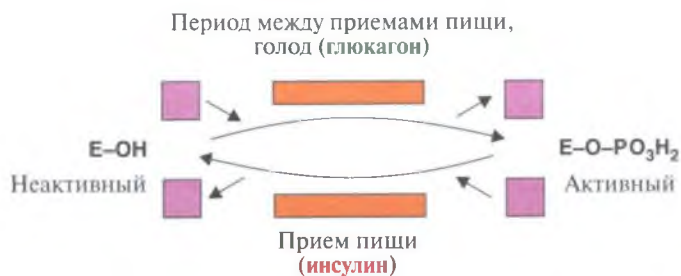 Период между приемами пищи,
голод (глюкагон)
E–OH
Неактивный
E–O–PO₃H₂
Активный
Прием пищи
(инсулин)